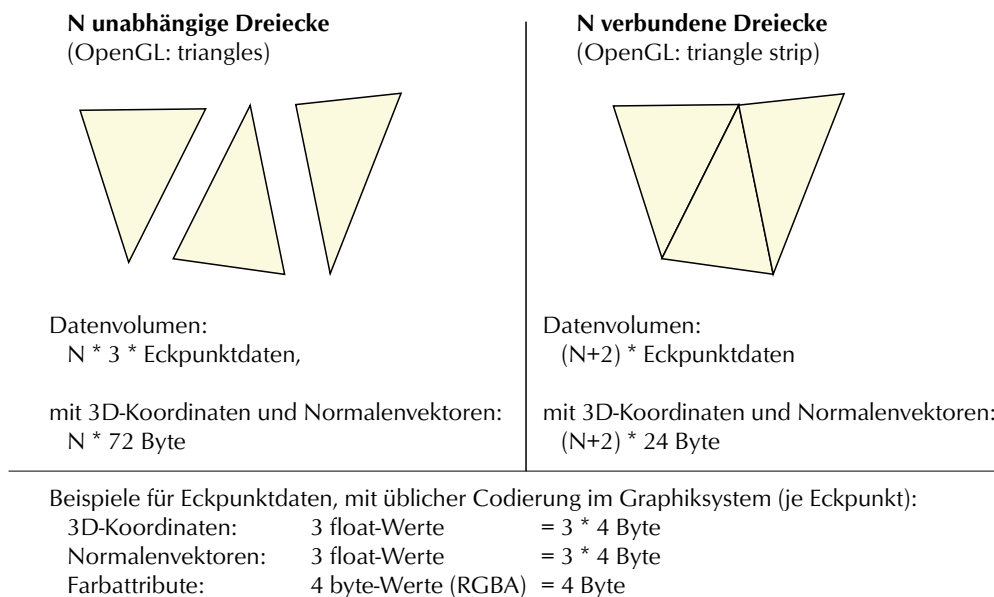 N unabhängige Dreiecke
(OpenGL: triangles)
Datenvolumen:
N * 3 * Eckpunktdaten,
mit 3D-Koordinaten und Normalenvektoren:
N * 72 Byte
N verbundene Dreiecke
(OpenGL: triangle strip)
Datenvolumen:
(N+2) * Eckpunktdaten
mit 3D-Koordinaten und Normalenvektoren:
(N+2) * 24 Byte
Beispiele für Eckpunktdaten, mit üblicher Codierung im Graphiksystem (je Eckpunkt):
3D-Koordinaten: 3 float-Werte = 3 * 4 Byte
Normalenvektoren: 3 float-Werte = 3 * 4 Byte
Farbattribute: 4 byte-Werte (RGBA) = 4 Byte